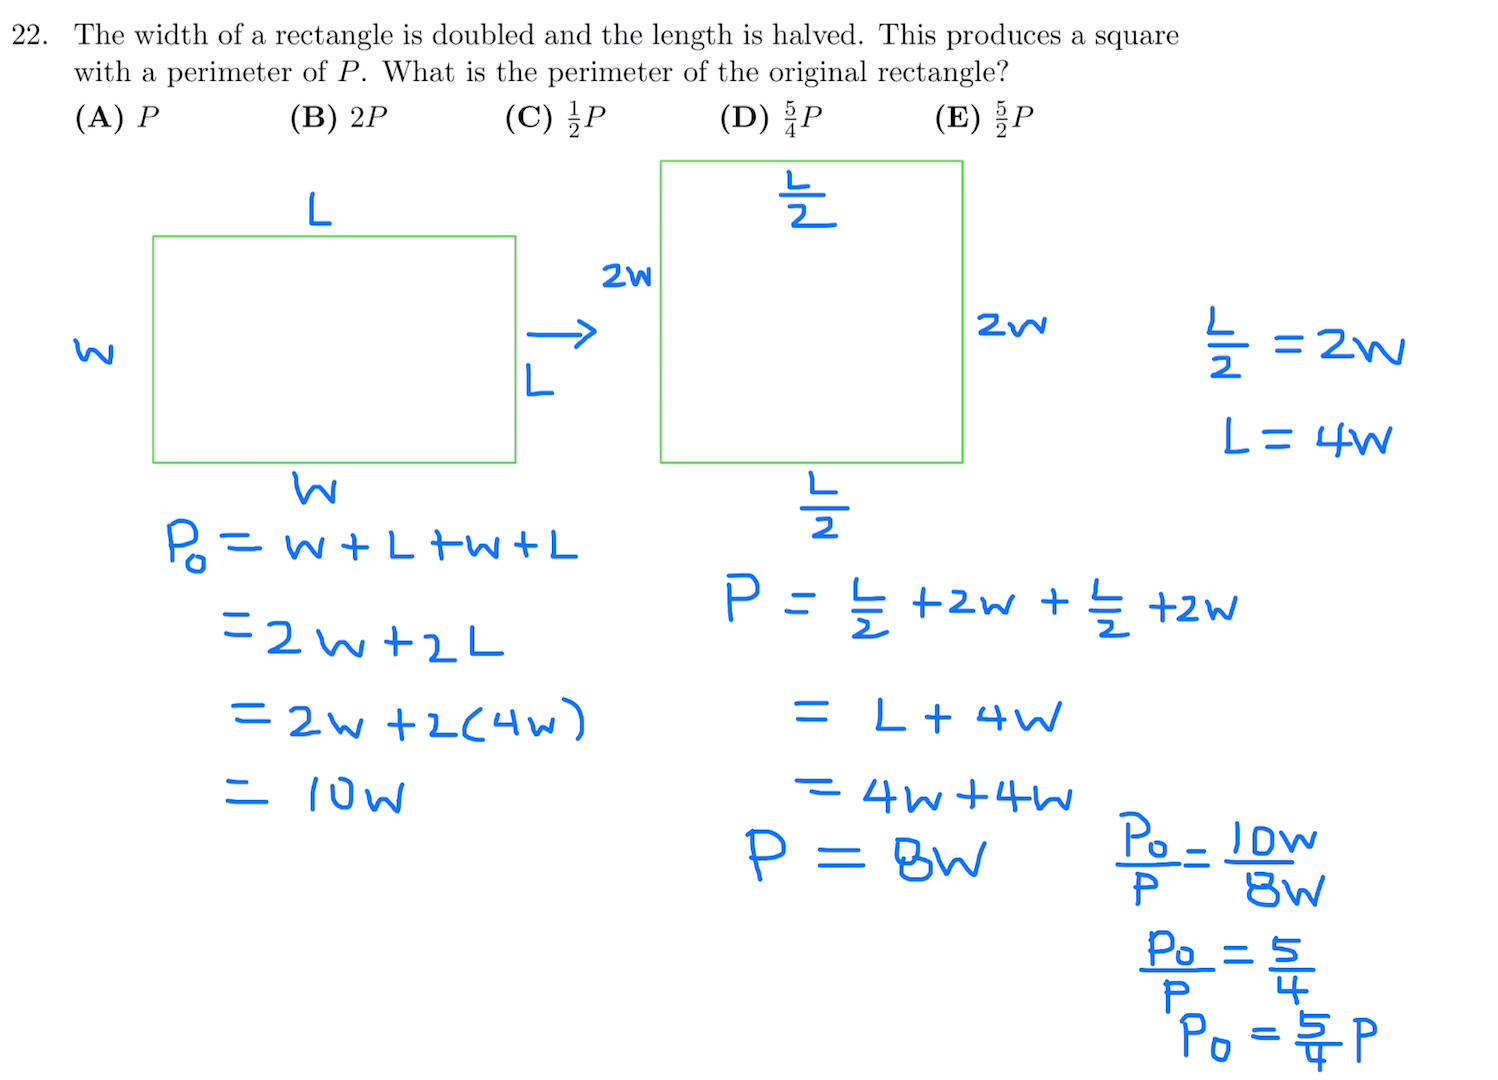 22. The width of a rectangle is doubled and the length is halved. This produces a square
with a perimeter of P. What is the perimeter of the original rectangle?
(A) P (B) 2P (C) 1/2 P (D) 5/4 P (E) 5/2 P
L
W
L
W
→
L/2
2W
2W
L/2
L/2 = 2W
L = 4W
P₀ = W + L + W + L
= 2W + 2L
= 2W + 2(4W)
= 10W
P = L/2 + 2W + L/2 + 2W
= L + 4W
= 4W + 4W
P = 8W
P₀/P = 10W/8W
P₀/P = 5/4
P₀ = 5/4 P